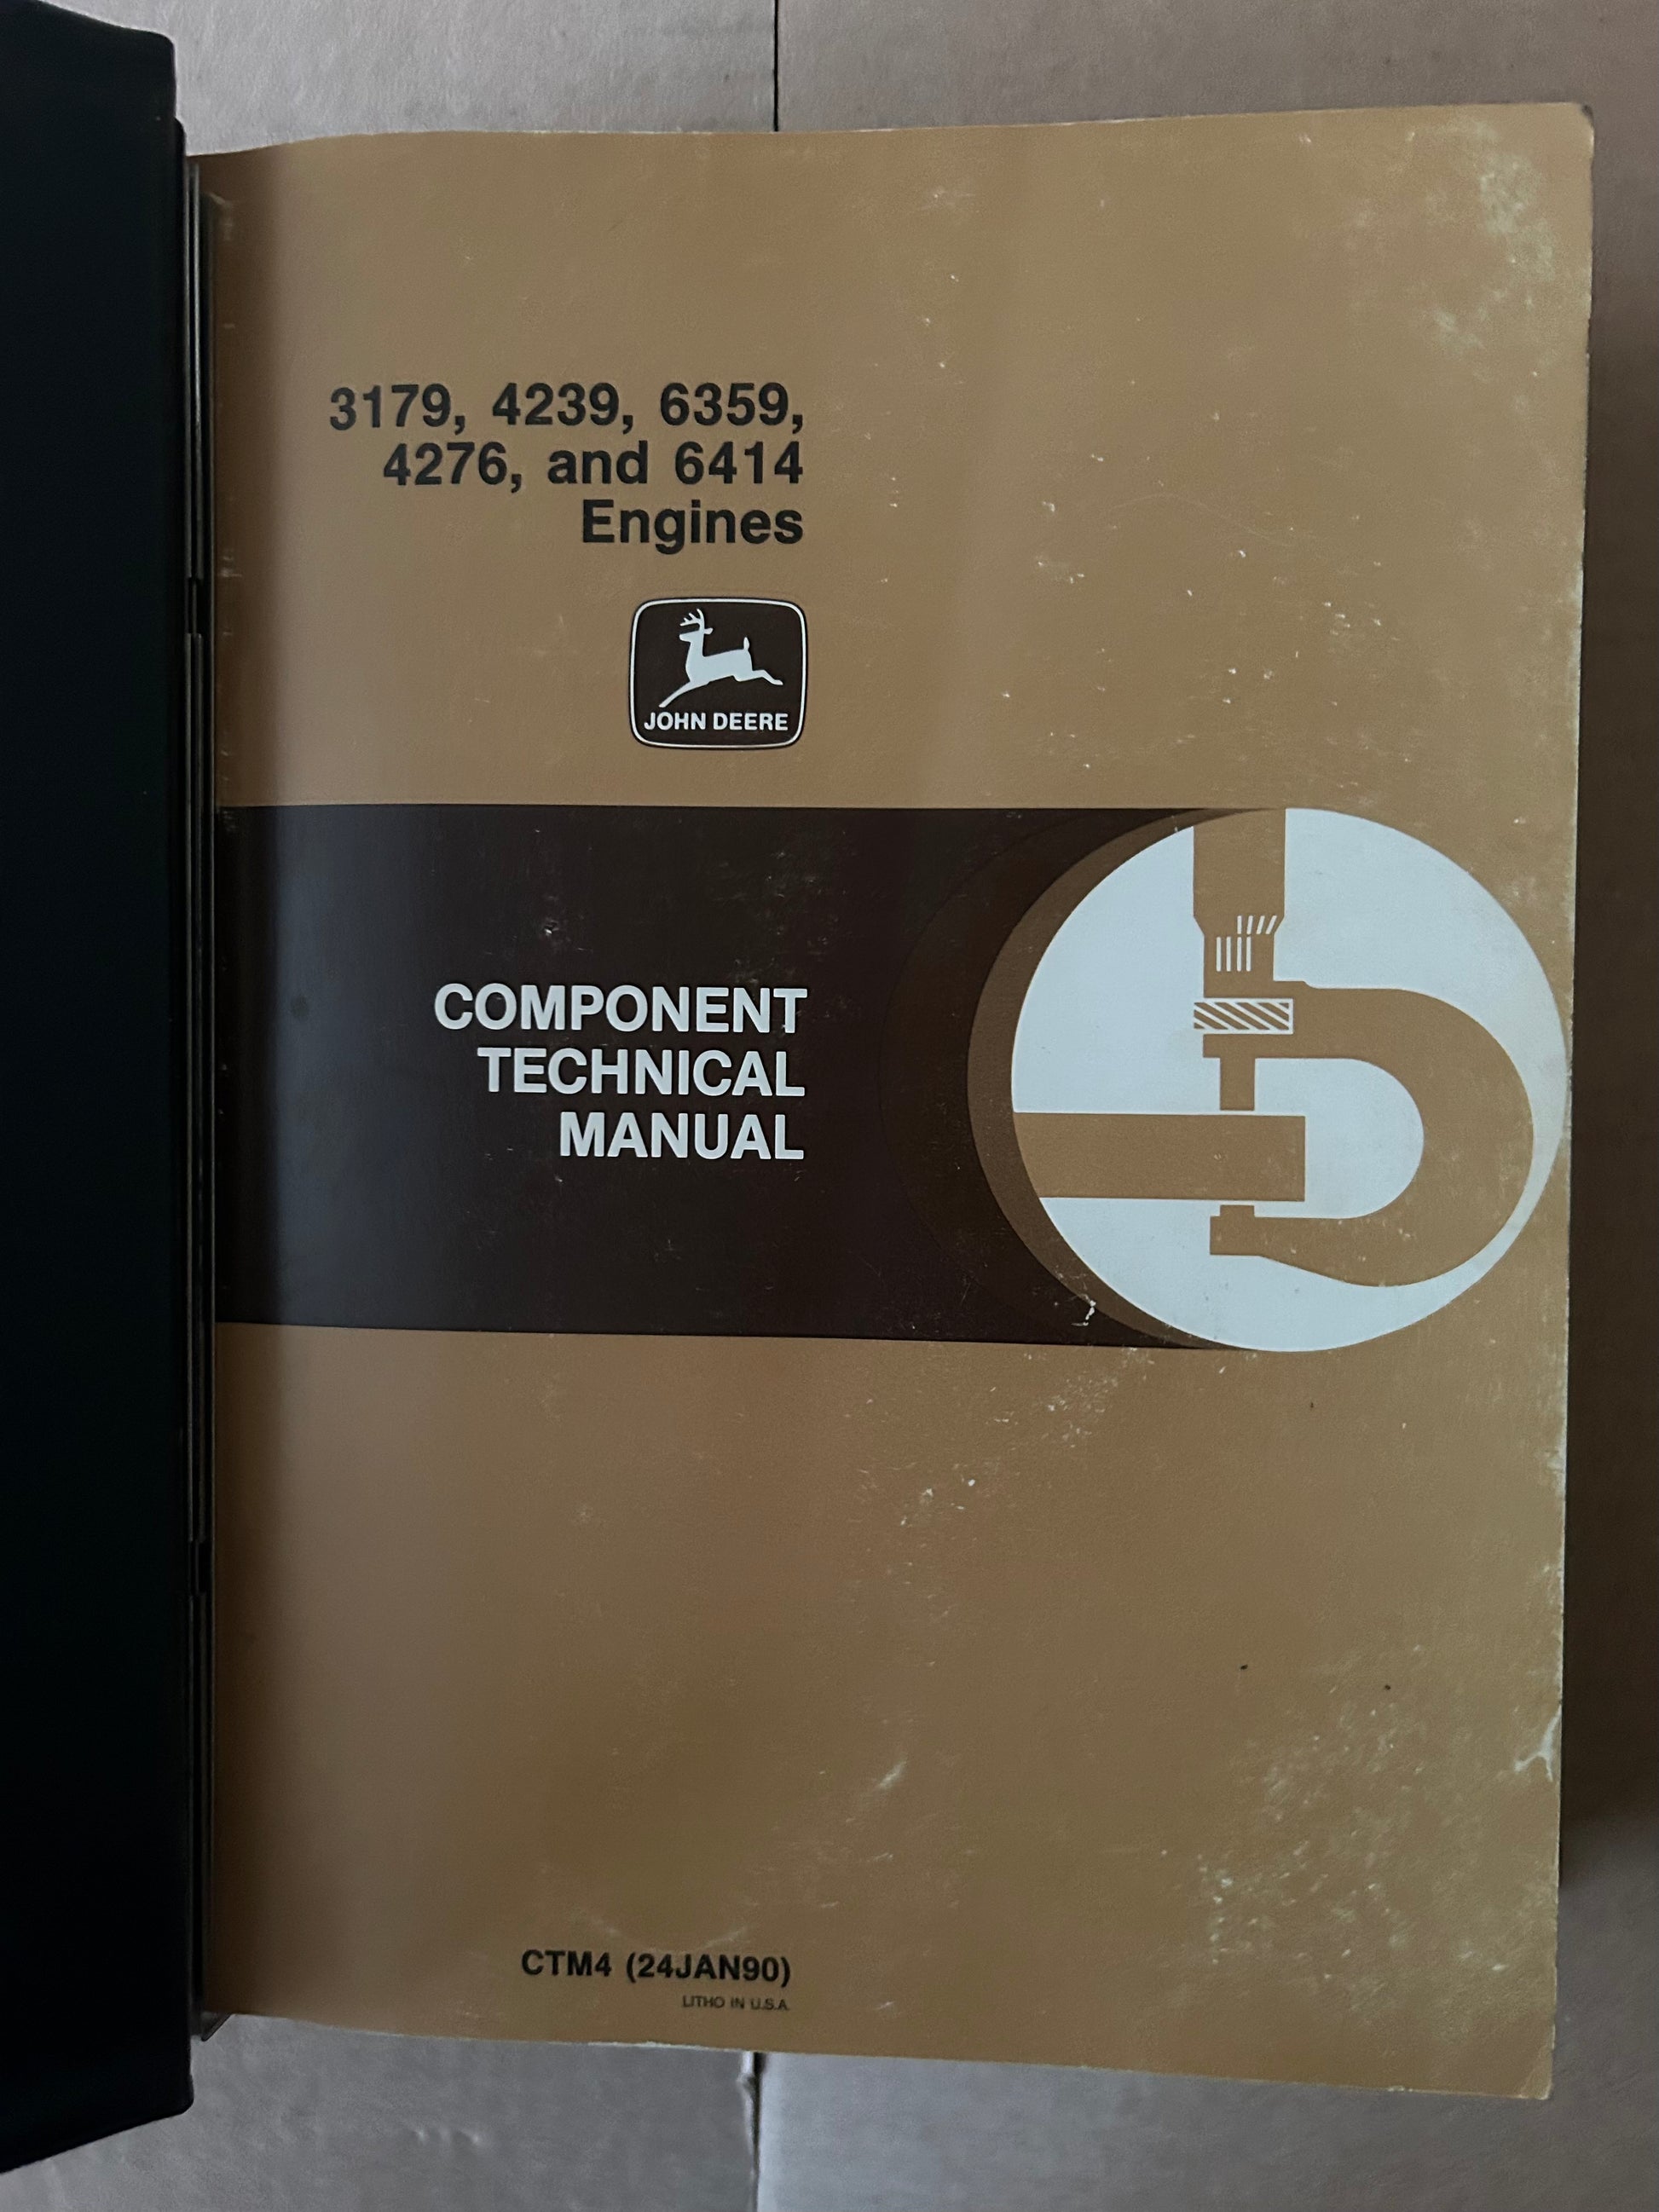 3179, 4239, 6359,
4276, and 6414
Engines
JOHN DEERE
COMPONENT
TECHNICAL
MANUAL
CTM4 (24JAN90)
LITHO IN U.S.A.